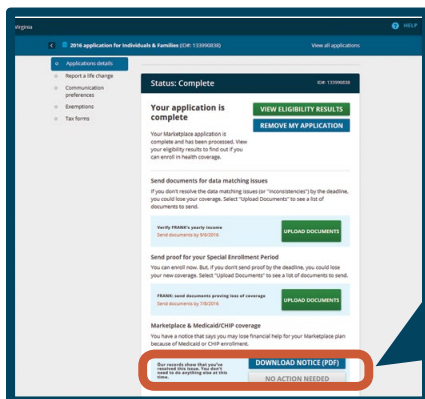 Virginia
HELP
2016 application for Individuals & Families (ID#: 133990838)
View all applications
Applications details
Report a life change
Communication
preferences
Exemptions
Tax forms
Status: Complete
ID#: 133990838
Your application is
complete
VIEW ELIGIBILITY RESULTS
REMOVE MY APPLICATION
Your Marketplace application is
complete and has been processed. View
your eligibility results to find out if you
can enroll in health coverage.
Send documents for data matching issues
If you don't resolve the data matching issues (or "inconsistencies") by the deadline,
you could lose your coverage. Select "Upload Documents" to see a list of
documents to send.
Verify FRANK's yearly income
Send documents by 9/6/2016
UPLOAD DOCUMENTS
Send proof for your Special Enrollment Period
You can enroll now. But, if you don't send proof by the deadline, you could lose
your new coverage. Select "Upload Documents" to see a list of documents to send.
FRANK: send documents proving loss of coverage
Send documents by 7/8/2016
UPLOAD DOCUMENTS
Marketplace & Medicaid/CHIP coverage
You have a notice that says you may lose financial help for your Marketplace plan
because of Medicaid or CHIP enrollment.
Our records show that you've
resolved this issue. You don't
need to do anything else at this
time.
DOWNLOAD NOTICE (PDF)
NO ACTION NEEDED